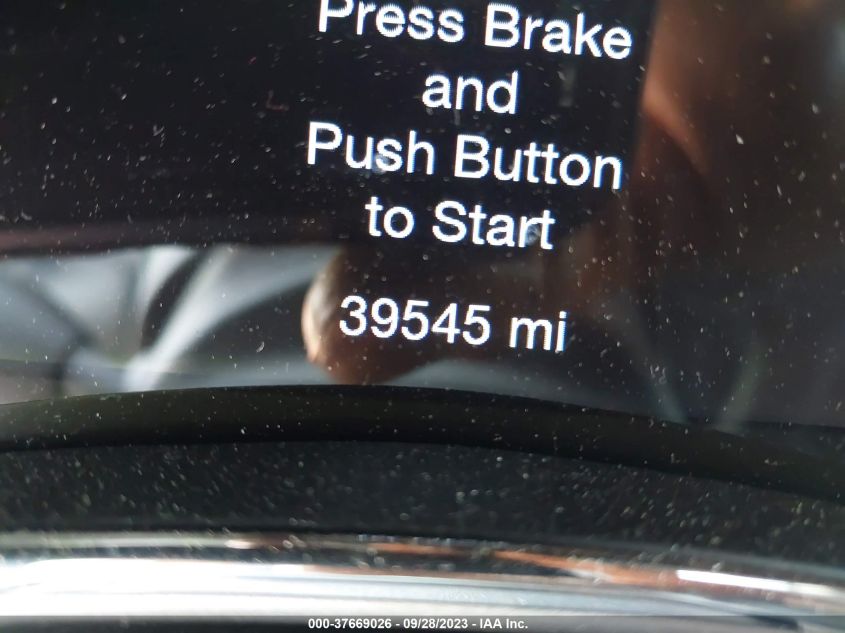 Press Brake
and
Push Button
to Start
39545 mi
000-37669026 - 09/28/2023 - IAA Inc.